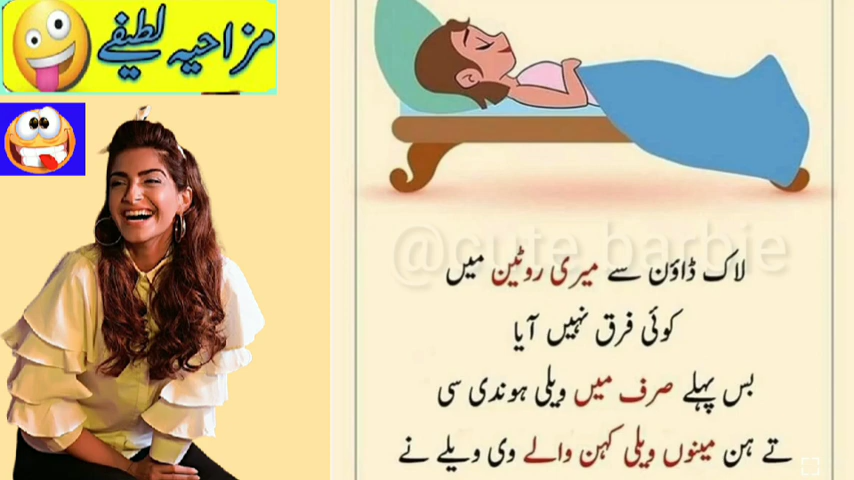 مزاحیہ لطیفے
@cute.barbie
لاک ڈاؤن سے میری روٹین میں
کوئی فرق نہیں آیا
بس پہلے صرف میں ویلی ہوندی سی
تے ہن مینوں ویلی کہن والے وی ویلے نے